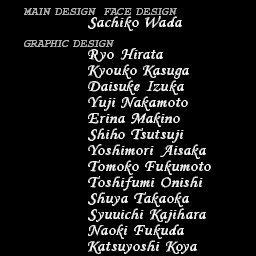 MAIN DESIGN FACE DESIGN
Sachiko Wada
GRAPHIC DESIGN
Ryo Hirata
Kyouko Kasuga
Daisuke Izuka
Yuji Nakamoto
Erina Makino
Shiho Tsutsuji
Yoshimori Aisaka
Tomoko Fukumoto
Toshifumi Onishi
Shuya Takaoka
Syuuichi Kajihara
Naoki Fukuda
Katsuyoshi Koya